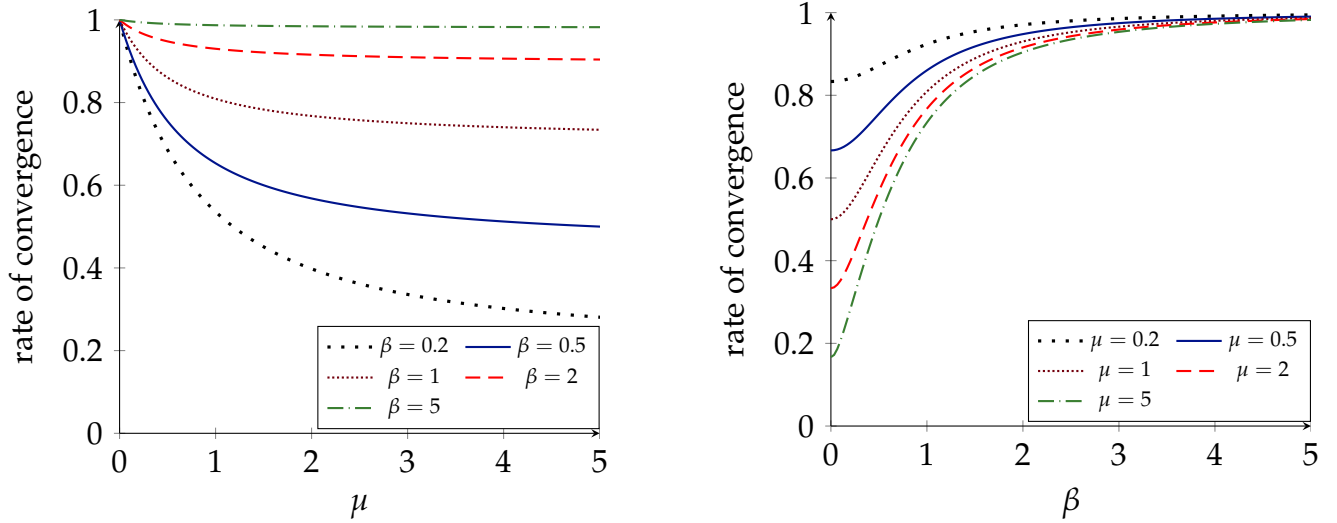 1
0.8
0.6
0.4
0.2
0
0 1 2 3 4 5
rate of convergence
μ
β = 0.2 β = 0.5
β = 1 β = 2
β = 5
1
0.8
0.6
0.4
0.2
0
0 1 2 3 4 5
rate of convergence
β
μ = 0.2 μ = 0.5
μ = 1 μ = 2
μ = 5